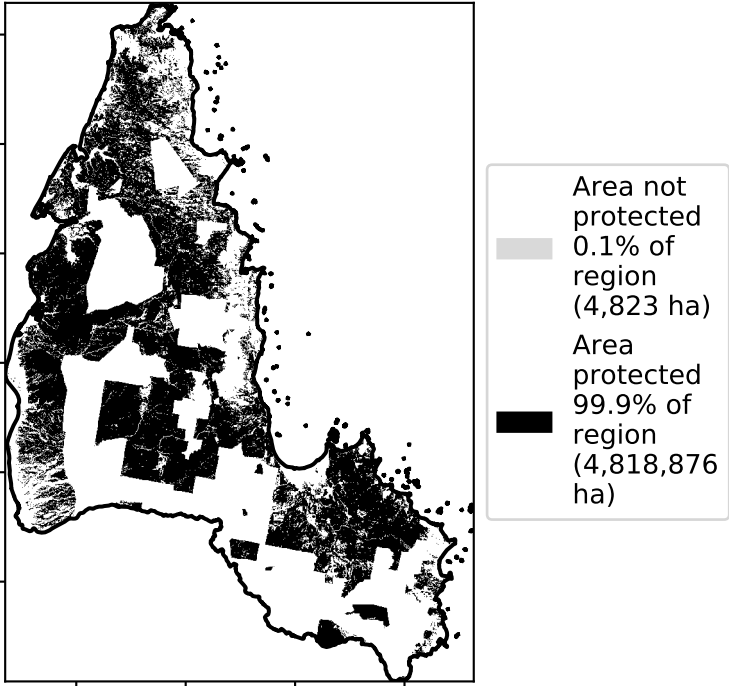 Area not
protected
0.1% of
region
(4,823 ha)
Area
protected
99.9% of
region
(4,818,876
ha)